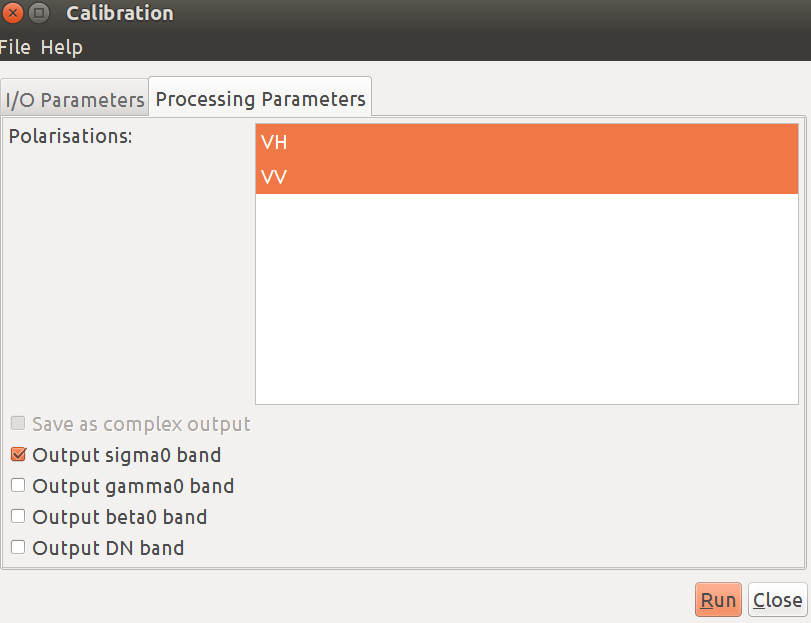 Calibration
File Help
I/O Parameters Processing Parameters
Polarisations:
VH
VV
Save as complex output
Output sigma0 band
Output gamma0 band
Output beta0 band
Output DN band
Run Close